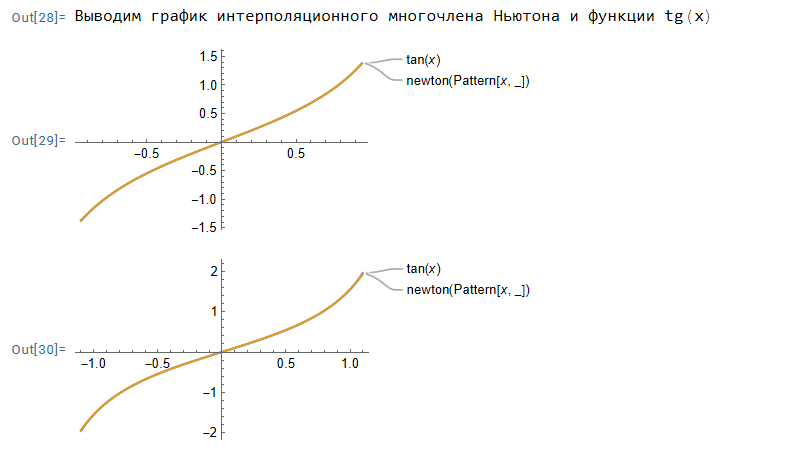 Out[28]= Выводим график интерполяционного многочлена Ньютона и функции tg(x)
1.5
tan(x)
1.0
newton(Pattern[x, _])
0.5
Out[29]=
−0.5 0.5
−0.5
−1.0
−1.5
2
tan(x)
newton(Pattern[x, _])
1
Out[30]=
−1.0 −0.5 0.5 1.0
−1
−2